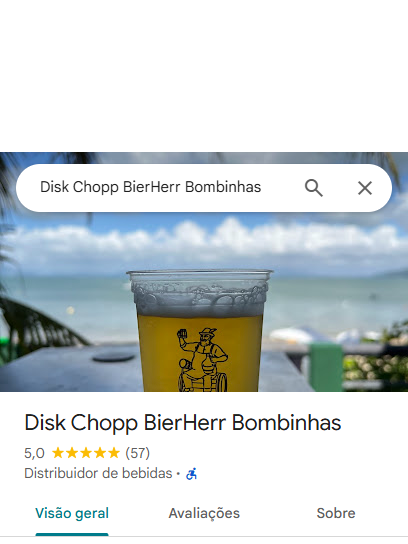 Disk Chopp BierHerr Bombinhas
Disk Chopp BierHerr Bombinhas
5,0 ★★★★★ (57)
Distribuidor de bebidas ·
Visão geral Avaliações Sobre